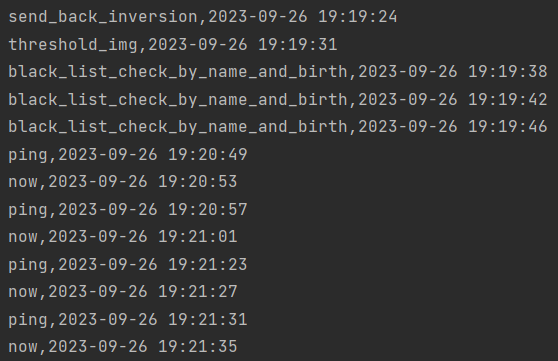 send_back_inversion,2023-09-26 19:19:24
threshold_img,2023-09-26 19:19:31
black_list_check_by_name_and_birth,2023-09-26 19:19:38
black_list_check_by_name_and_birth,2023-09-26 19:19:42
black_list_check_by_name_and_birth,2023-09-26 19:19:46
ping,2023-09-26 19:20:49
now,2023-09-26 19:20:53
ping,2023-09-26 19:20:57
now,2023-09-26 19:21:01
ping,2023-09-26 19:21:23
now,2023-09-26 19:21:27
ping,2023-09-26 19:21:31
now,2023-09-26 19:21:35